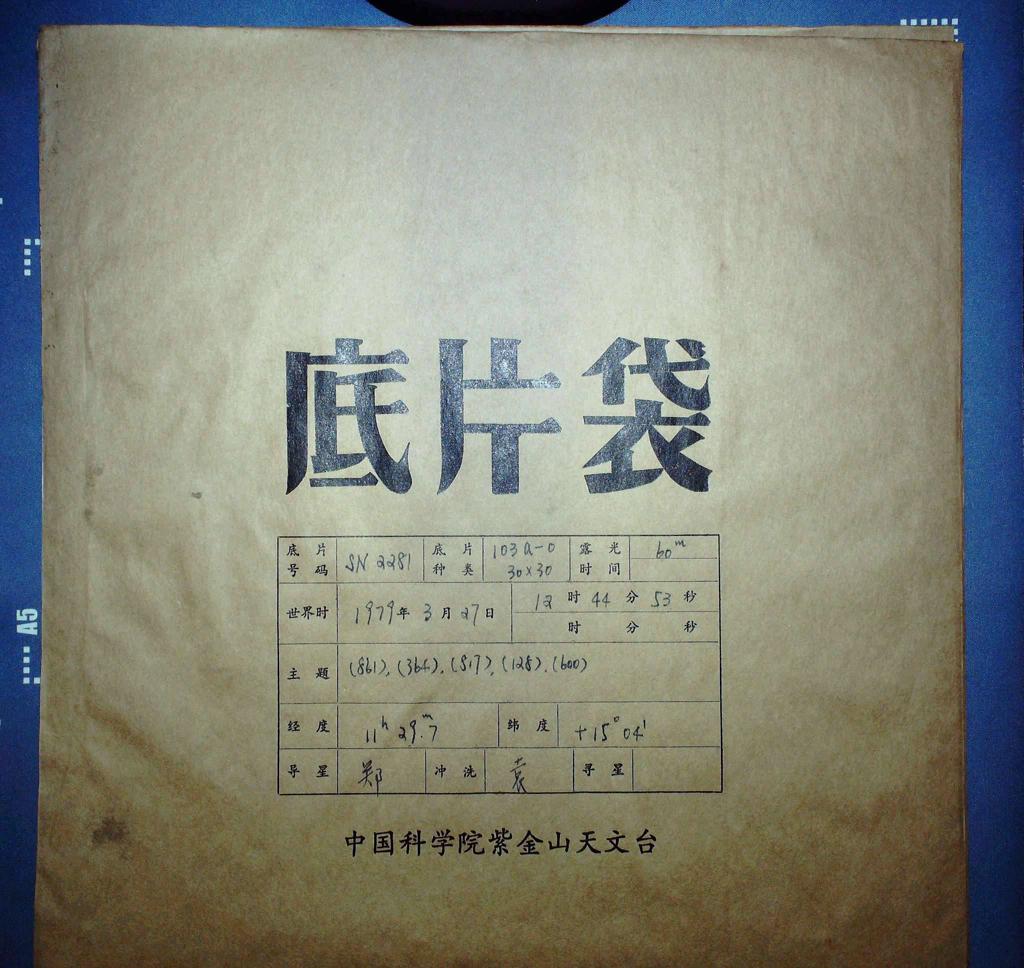 底片袋
底片号码 SN 2281 底片种类 103a-0 30×30 露光时间 60ᵐ
世界时 1979年 3月 27日 12时 44分 53秒
时 分 秒
主题 (861), (364), (517), (128), (600)
经度 11ʰ 29.ᵐ7 纬度 +15° 04'
导星 郑 冲洗 袁 寻星
中国科学院紫金山天文台
A5